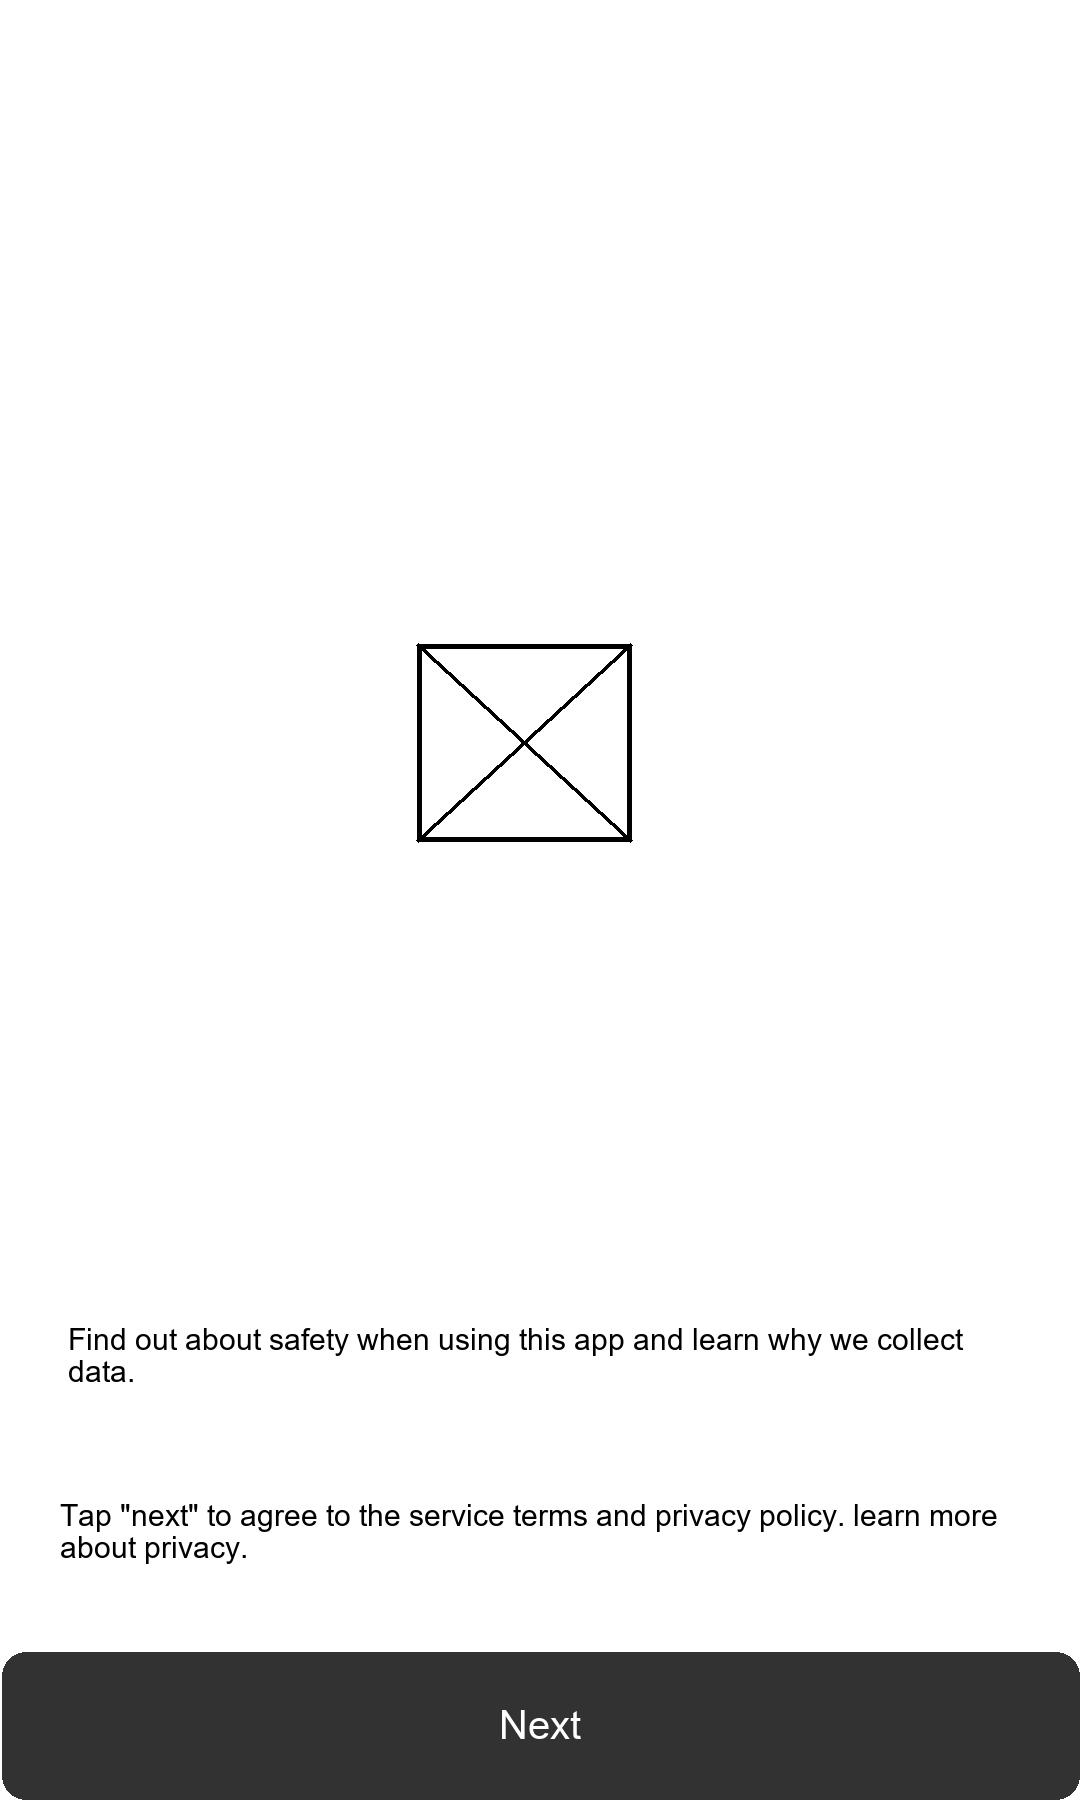 Find out about safety when using this app and learn why we collect
data.
Tap "next" to agree to the service terms and privacy policy. learn more
about privacy.
Next